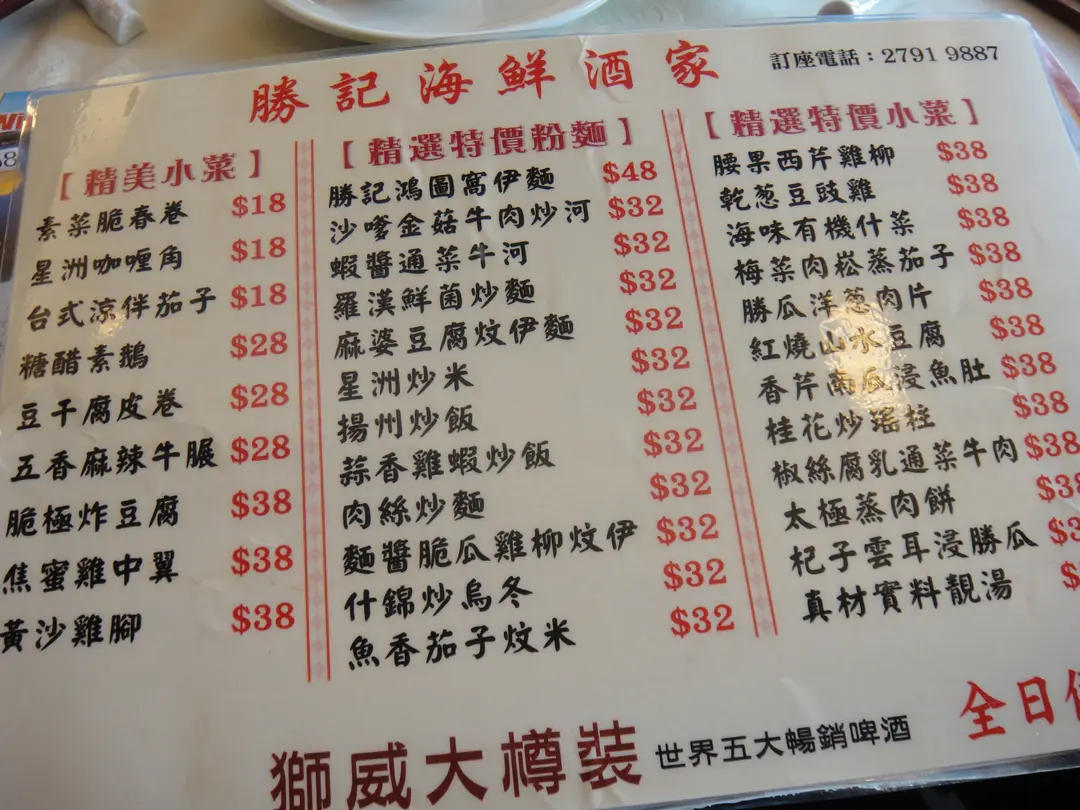 勝記海鮮酒家
訂座電話：2791 9887
【精美小菜】
素菜脆春卷 $18
星洲咖喱角 $18
台式涼伴茄子 $18
糖醋素鵝 $28
豆干腐皮卷 $28
五香麻辣牛𦟌 $28
脆極炸豆腐 $38
焦蜜雞中翼 $38
黃沙雞腳 $38
【精選特價粉麵】
勝記鴻圖窩伊麵 $48
沙嗲金菇牛肉炒河 $32
蝦醬通菜牛河 $32
羅漢鮮菌炒麵 $32
麻婆豆腐炆伊麵 $32
星洲炒米 $32
揚州炒飯 $32
蒜香雞蝦炒飯 $32
肉絲炒麵 $32
麵醬脆瓜雞柳炆伊 $32
什錦炒烏冬 $32
魚香茄子炆米 $32
【精選特價小菜】
腰果西芹雞柳 $38
乾葱豆豉雞 $38
海味有機什菜 $38
梅菜肉崧蒸茄子 $38
勝瓜洋蔥肉片 $38
紅燒山水豆腐 $38
香芹南瓜浸魚肚 $38
桂花炒瑤柱 $38
椒絲腐乳通菜牛肉 $38
太極蒸肉餅 $38
杞子雲耳浸勝瓜 $3
真材實料靚湯 $
獅威大樽裝 世界五大暢銷啤酒
全日